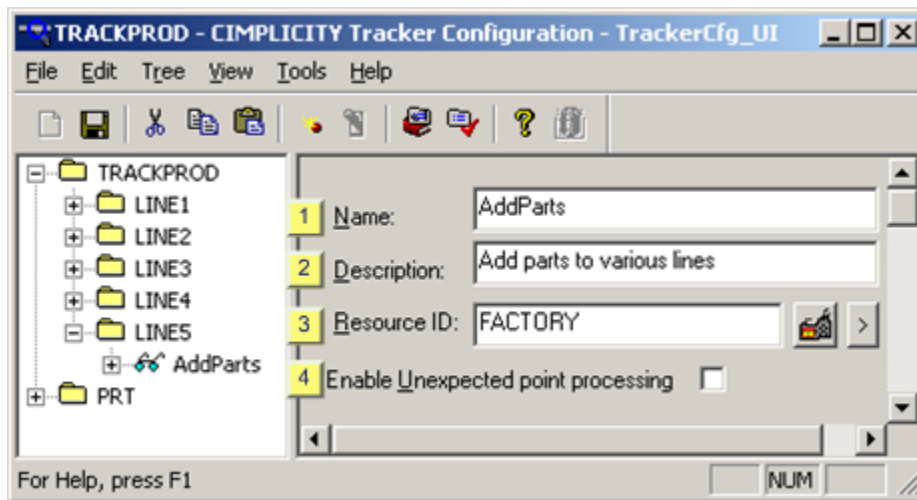 TRACKPROD - CIMPLICITY Tracker Configuration - TrackerCfg_UI
File Edit Tree View Tools Help
TRACKPROD
LINE1
LINE2
LINE3
LINE4
LINE5
AddParts
PRT
1 Name: AddParts
2 Description: Add parts to various lines
3 Resource ID: FACTORY >
4 Enable Unexpected point processing
For Help, press F1 NUM